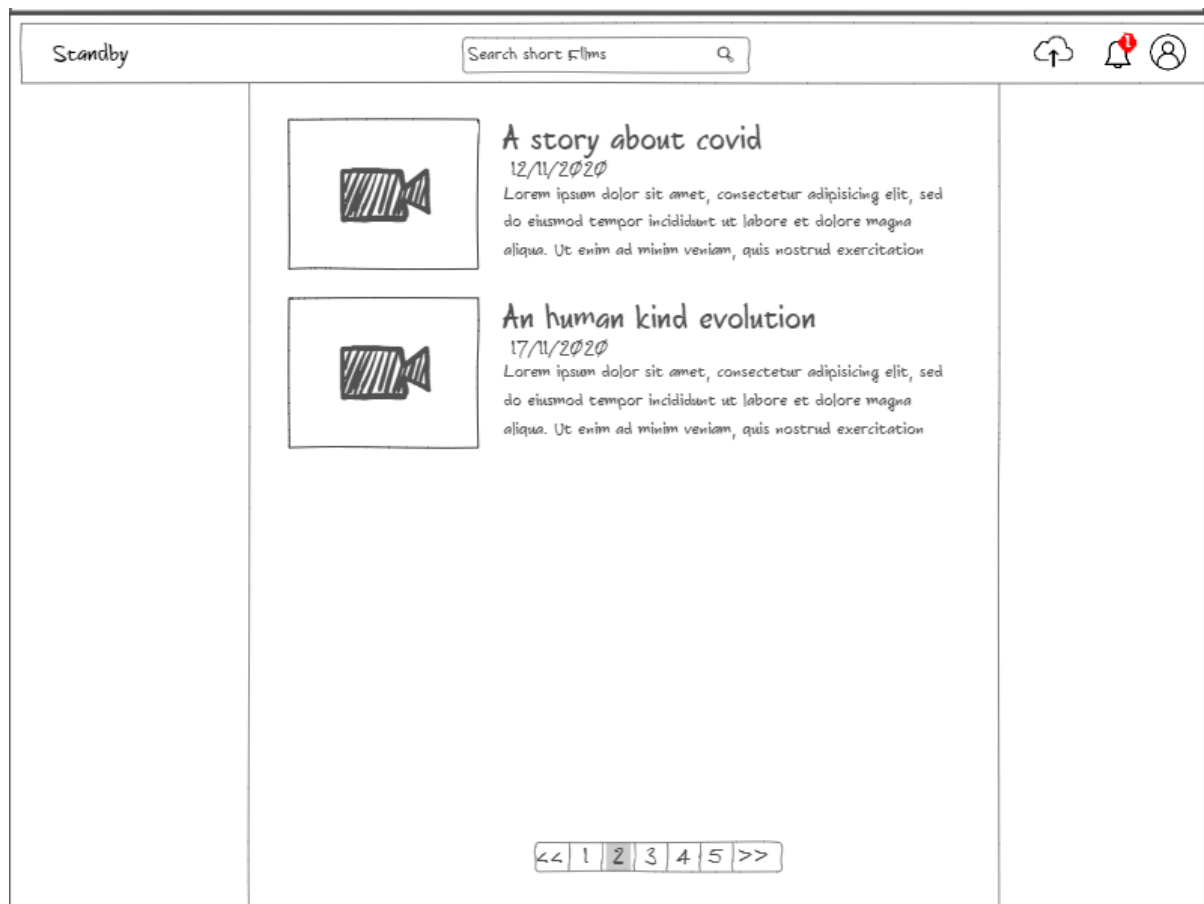 Standby
Search short Films
1
A story about covid
12/11/2020
Lorem ipsum dolor sit amet, consectetur adipisicing elit, sed
do eiusmod tempor incididunt ut labore et dolore magna
aliqua. Ut enim ad minim veniam, quis nostrud exercitation
An human kind evolution
17/11/2020
Lorem ipsum dolor sit amet, consectetur adipisicing elit, sed
do eiusmod tempor incididunt ut labore et dolore magna
aliqua. Ut enim ad minim veniam, quis nostrud exercitation
<< 1 2 3 4 5 >>